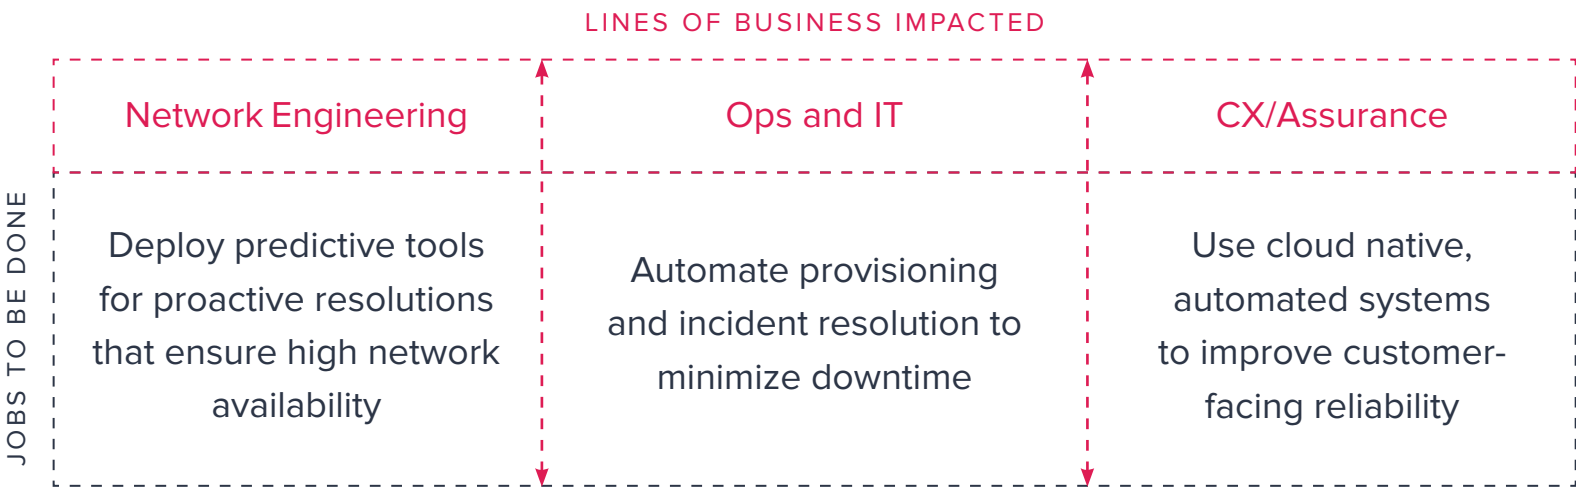 LINES OF BUSINESS IMPACTED
Network Engineering
Ops and IT
CX/Assurance
JOBS TO BE DONE
Deploy predictive tools
for proactive resolutions
that ensure high network
availability
Automate provisioning
and incident resolution to
minimize downtime
Use cloud native,
automated systems
to improve customer-
facing reliability